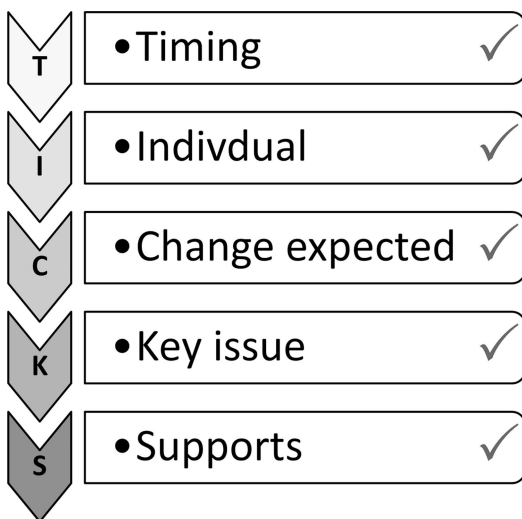 T
•Timing ✓
I
•Indivdual ✓
C
•Change expected ✓
K
•Key issue ✓
S
•Supports ✓